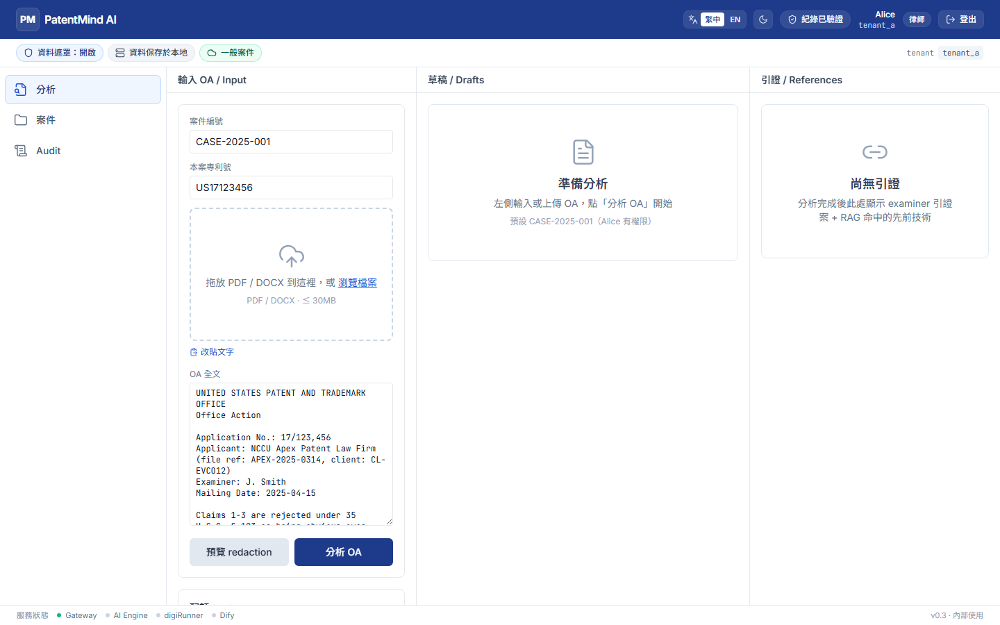 PM PatentMind AI
繁中 EN
紀錄已驗證
Alice
tenant_a
律師
登出
資料遮罩：開啟
資料保存於本地
一般案件
tenant tenant_a
分析
案件
Audit
輸入 OA / Input
案件編號
CASE-2025-001
本案專利號
US17123456
拖放 PDF / DOCX 到這裡，或 瀏覽檔案
PDF / DOCX · ≤ 30MB
改貼文字
OA 全文
UNITED STATES PATENT AND TRADEMARK
OFFICE
Office Action
Application No.: 17/123,456
Applicant: NCCU Apex Patent Law Firm
(file ref: APEX-2025-0314, client: CL-
EVC012)
Examiner: J. Smith
Mailing Date: 2025-04-15
Claims 1-3 are rejected under 35
預覽 redaction
分析 OA
草稿 / Drafts
準備分析
左側輸入或上傳 OA，點「分析 OA」開始
預設 CASE-2025-001（Alice 有權限）
引證 / References
尚無引證
分析完成後此處顯示 examiner 引證
案 + RAG 命中的先前技術
服務狀態 Gateway AI Engine digiRunner Dify
v0.3 · 內部使用